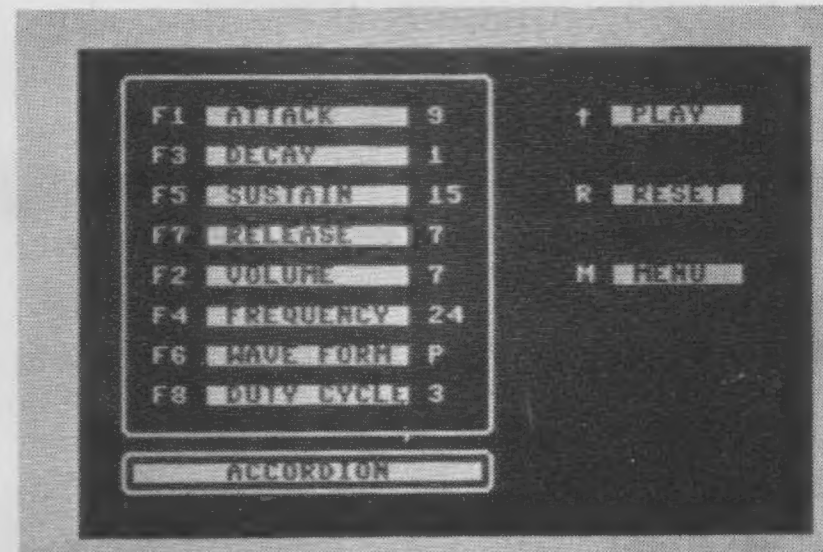 F1 ATTACK 9
↑ PLAY
F3 DECAY 1
F5 SUSTAIN 15
R RESET
F7 RELEASE 7
F2 VOLUME 7
M MENU
F4 FREQUENCY 24
F6 WAVE FORM P
F8 DUTY CYCLE 3
ACCORDION